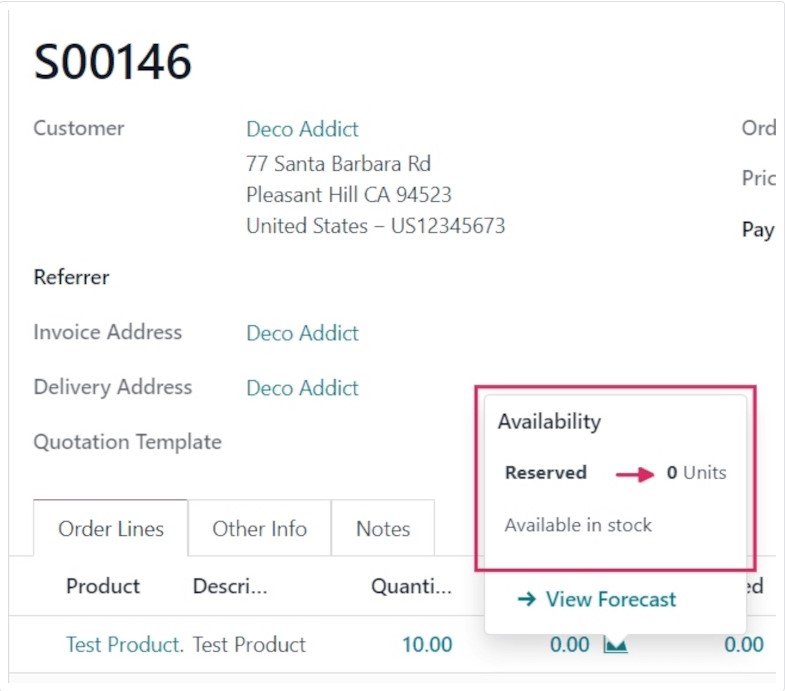 S00146
Customer Deco Addict Ord
77 Santa Barbara Rd Pric
Pleasant Hill CA 94523
United States – US12345673 Pay
Referrer
Invoice Address Deco Addict
Delivery Address Deco Addict
Availability
Quotation Template
Reserved 0 Units
Available in stock
Order Lines Other Info Notes
Product Descri... Quanti... ed
View Forecast
Test Product. Test Product 10.00 0.00 0.00